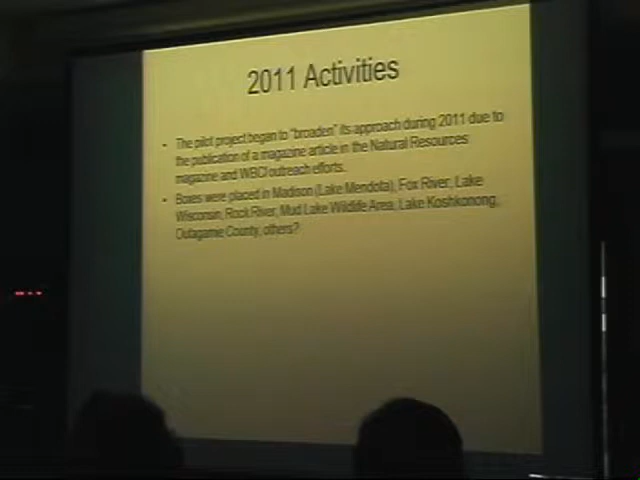 2011 Activities
• The pilot project began to "broaden" its approach during 2011 due to
the publication of a magazine article in the Natural Resources
magazine and WBCI outreach efforts.
• Boxes were placed in Madison (Lake Mendota), Fox River, Lake
Wisconsin, Rock River, Mud Lake Wildlife Area, Lake Koshkonong,
Outagamie County, others?